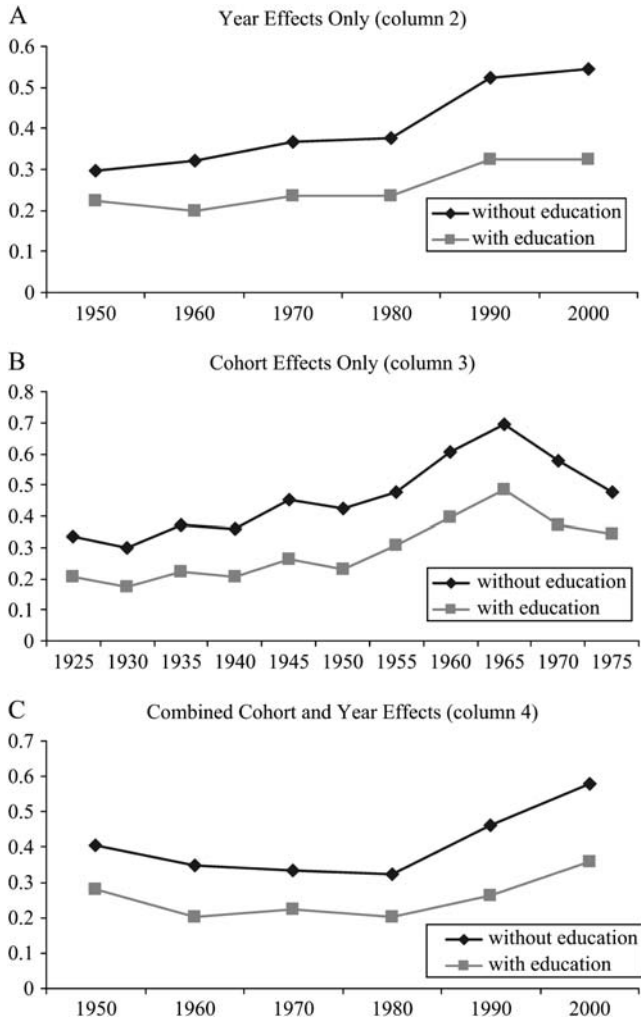 A
Year Effects Only (column 2)
0.6
0.5
0.4
0.3
0.2
0.1
0
without education
with education
1950 1960 1970 1980 1990 2000
B
Cohort Effects Only (column 3)
0.8
0.7
0.6
0.5
0.4
0.3
0.2
0.1
0
without education
with education
1925 1930 1935 1940 1945 1950 1955 1960 1965 1970 1975
C
Combined Cohort and Year Effects (column 4)
0.7
0.6
0.5
0.4
0.3
0.2
0.1
0
without education
with education
1950 1960 1970 1980 1990 2000